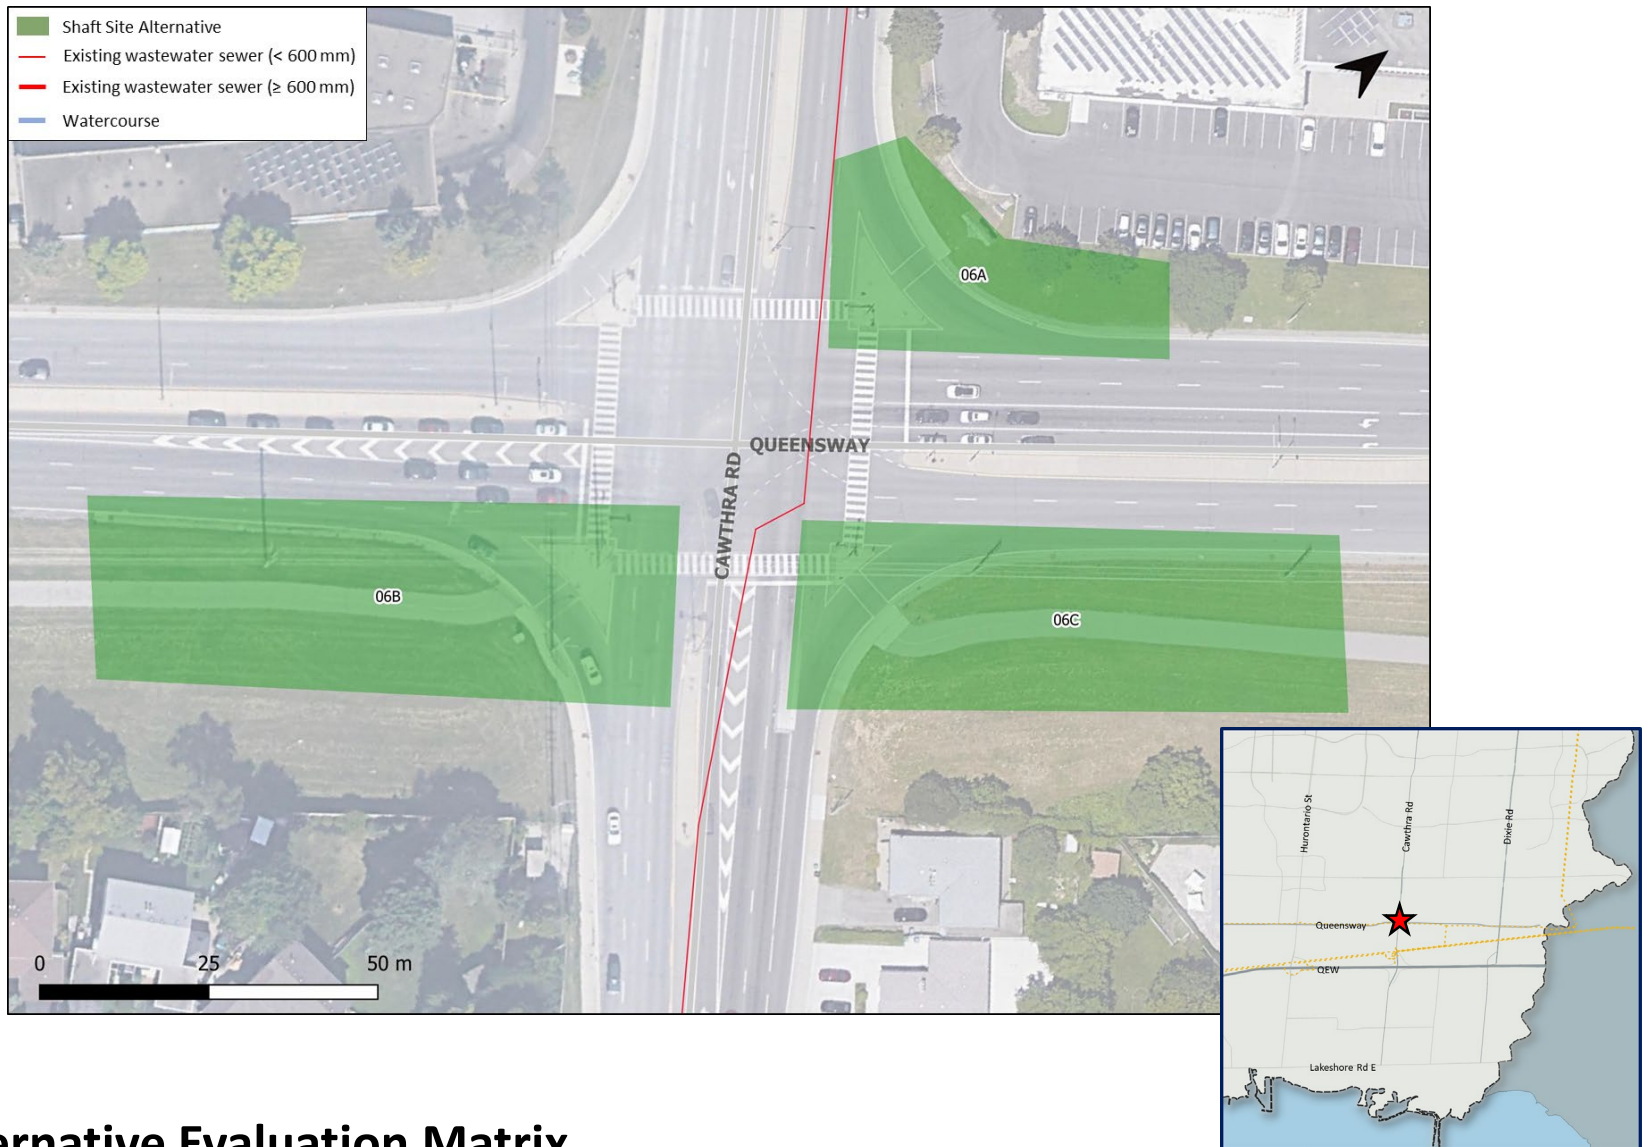 Shaft Site Alternative
Existing wastewater sewer (< 600 mm)
Existing wastewater sewer (≥ 600 mm)
Watercourse
06A
QUEENSWAY
CAWTHRA RD
06B
06C
0 25 50 m
Hurontario St
Cawthra Rd
Dixie Rd
Queensway
QEW
Lakeshore Rd E
ernative Evaluation Matrix